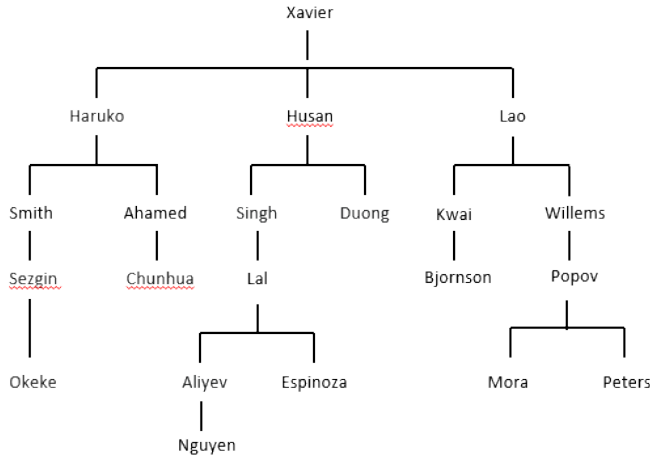 Xavier
Haruko Husan Lao
Smith Ahamed Singh Duong Kwai Willems
Sezgin Chunhua Lal Bjornson Popov
Okeke Aliyev Espinoza Mora Peters
Nguyen